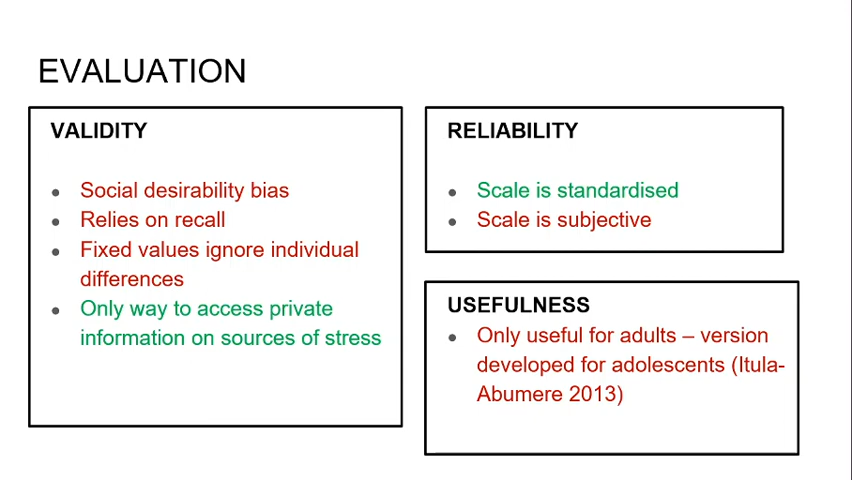 EVALUATION
VALIDITY
● Social desirability bias
● Relies on recall
● Fixed values ignore individual
differences
● Only way to access private
information on sources of stress
RELIABILITY
● Scale is standardised
● Scale is subjective
USEFULNESS
● Only useful for adults – version
developed for adolescents (Itula-
Abumere 2013)